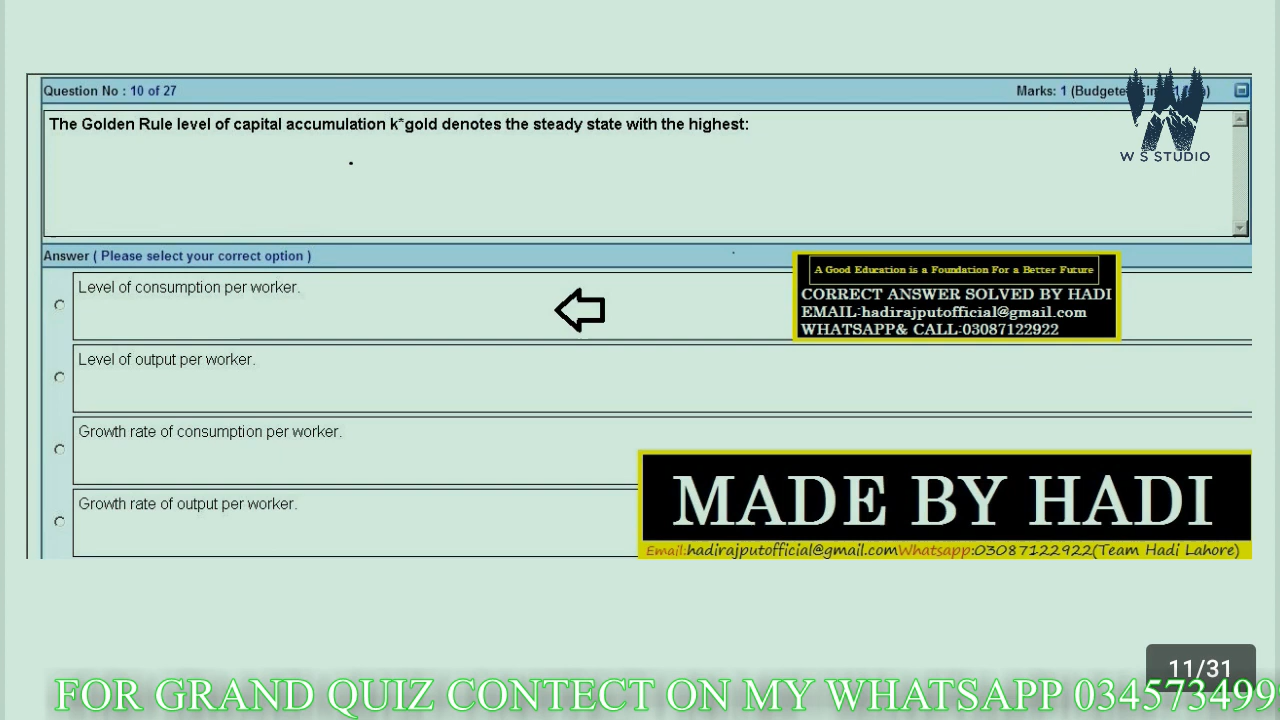 Question No : 10 of 27
Marks: 1 (Budgete
W S STUDIO
The Golden Rule level of capital accumulation k*gold denotes the steady state with the highest:
Answer ( Please select your correct option )
Level of consumption per worker.
A Good Education is a Foundation For a Better Future
CORRECT ANSWER SOLVED BY HADI
EMAIL:hadirajputofficial@gmail.com
WHATSAPP& CALL:03087122922
Level of output per worker.
Growth rate of consumption per worker.
Growth rate of output per worker.
MADE BY HADI
Email:hadirajputofficial@gmail.comWhatsapp:03087122922(Team Hadi Lahore)
11/31
FOR GRAND QUIZ CONTECT ON MY WHATSAPP 034573499